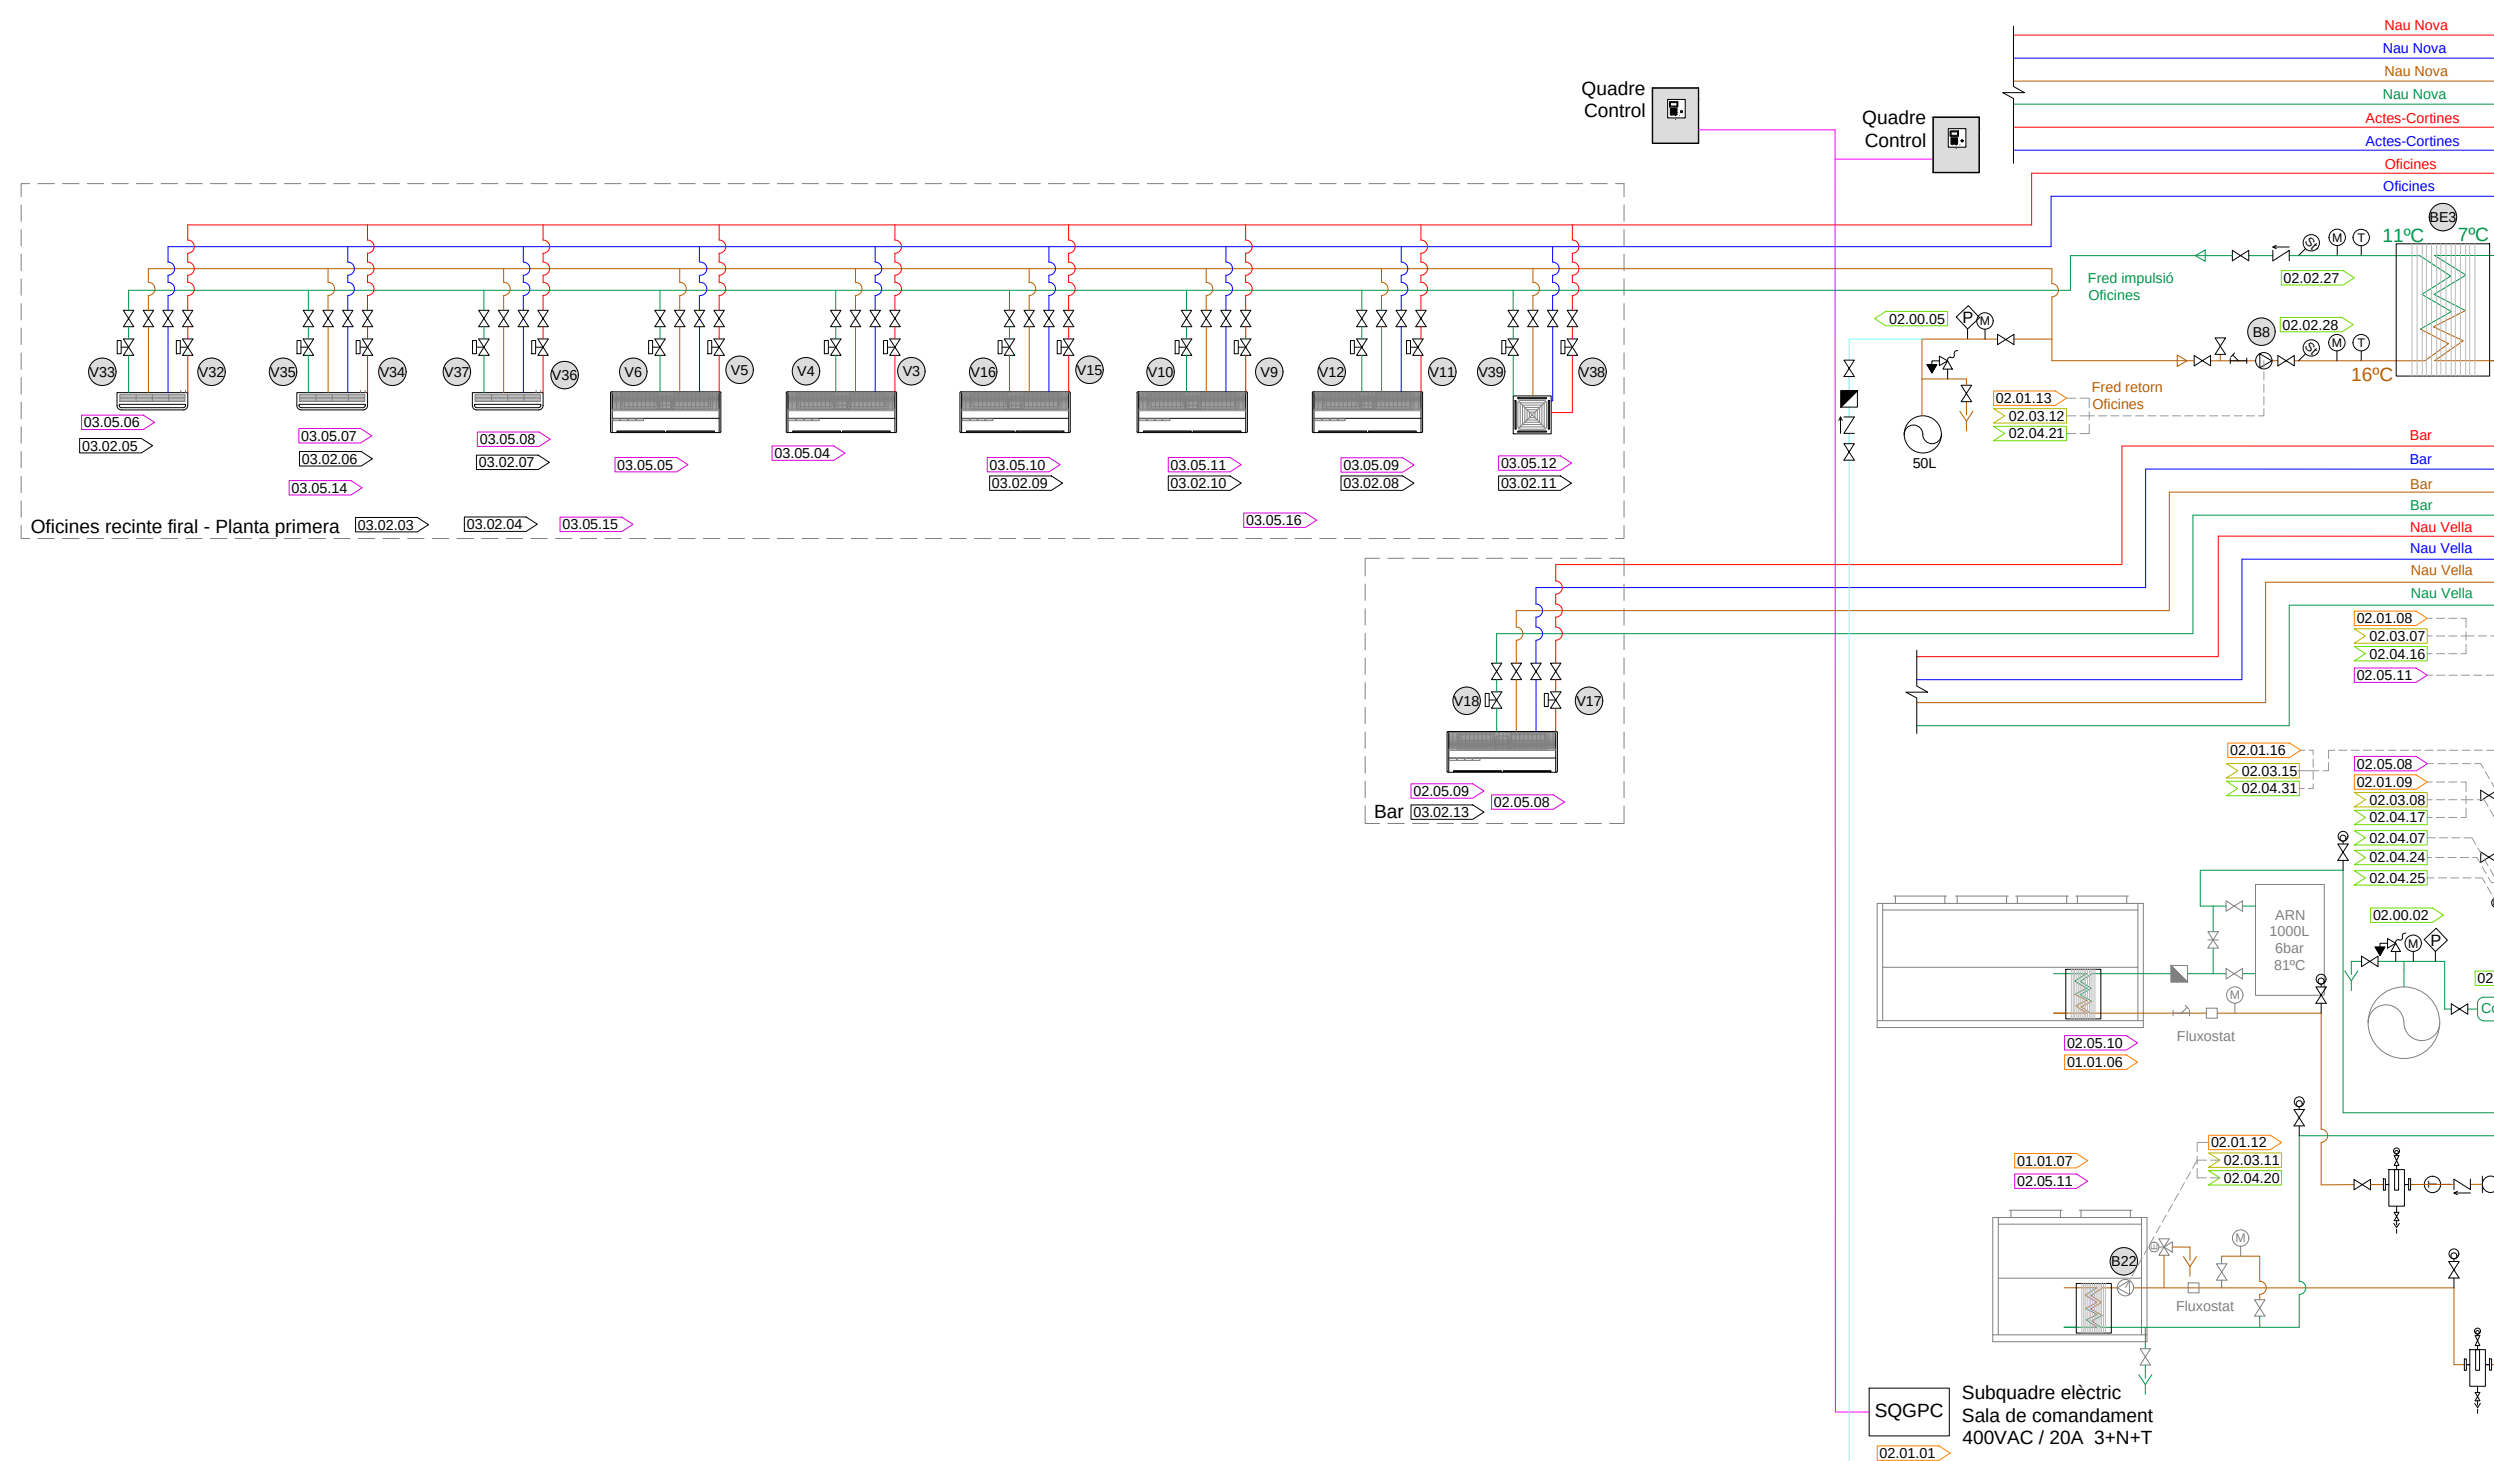 Nau Nova
Nau Nova
Nau Nova
Nau Nova
Actes-Cortines
Actes-Cortines
Oficines
Oficines
Quadre
Control
Quadre
Control
BE3
11ºC
7ºC
M
T
02.02.27
Fred impulsió
Oficines
02.00.05
P
M
B8
02.02.28
M
T
16ºC
Fred retorn
Oficines
02.01.13
02.03.12
02.04.21
50L
V33
V32
V35
V34
V37
V36
V6
V5
V4
V3
V16
V15
V10
V9
V12
V11
V39
V38
03.05.06
03.02.05
03.05.07
03.02.06
03.05.14
03.05.08
03.02.07
03.05.05
03.05.04
03.05.10
03.02.09
03.05.11
03.02.10
03.05.09
03.02.08
03.05.12
03.02.11
Oficines recinte firal - Planta primera
03.02.03
03.02.04
03.05.15
03.05.16
Bar
Bar
Bar
Bar
Nau Vella
Nau Vella
Nau Vella
Nau Vella
02.01.08
02.03.07
02.04.16
02.05.11
V18
V17
02.05.09
02.05.08
Bar
03.02.13
02.01.16
02.03.15
02.04.31
02.05.08
02.01.09
02.03.08
02.04.17
02.04.07
02.04.24
02.04.25
02.00.02
ARN
1000L
6bar
81ºC
M
P
02
M
Fluxostat
02.05.10
01.01.06
01.01.07
02.05.11
02.01.12
02.03.11
02.04.20
B22
M
Fluxostat
SQGPC
Subquadre elèctric
Sala de comandament
400VAC / 20A 3+N+T
02.01.01